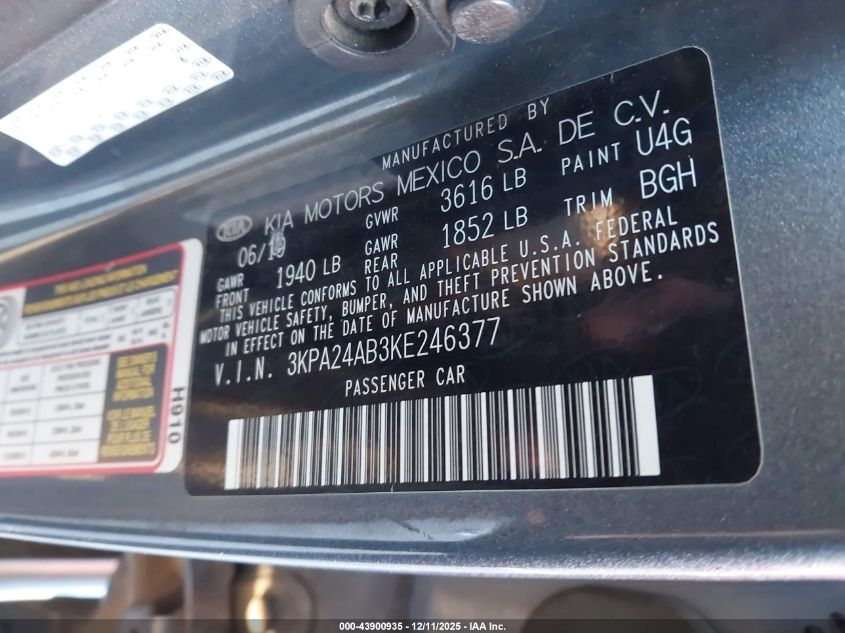 MANUFACTURED BY
KIA KIA MOTORS MEXICO S.A. DE C.V.
06/19 GVWR 3616 LB PAINT U4G
GAWR FRONT 1940 LB GAWR REAR 1852 LB TRIM BGH
THIS VEHICLE CONFORMS TO ALL APPLICABLE U.S.A. FEDERAL
MOTOR VEHICLE SAFETY, BUMPER, AND THEFT PREVENTION STANDARDS
IN EFFECT ON THE DATE OF MANUFACTURE SHOWN ABOVE.
V.I.N. 3KPA24AB3KE246377
PASSENGER CAR
H910
000-43900935 - 12/11/2025 - IAA Inc.